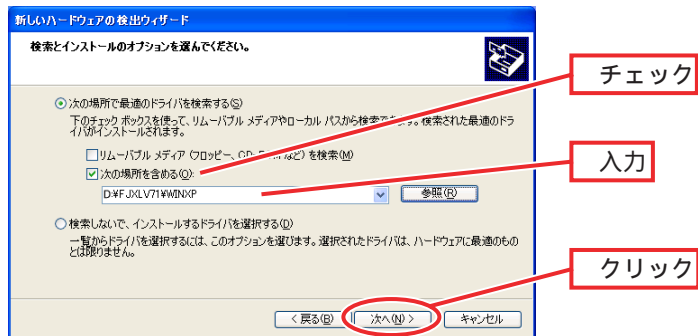 新しいハードウェアの検出ウィザード
検索とインストールのオプションを選んでください。
チェック
次の場所で最適のドライバを検索する(S)
下のチェック ボックスを使って、リムーバブル メディアやローカル パスから検索できます。検索された最適のドラ
イバがインストールされます。
リムーバブル メディア (フロッピー、CD-ROM など) を検索(M)
次の場所を含める(O):
入力
D:¥FJXLV71¥WINXP
参照(R)
検索しないで、インストールするドライバを選択する(D)
一覧からドライバを選択するには、このオプションを選びます。選択されたドライバは、ハードウェアに最適のもの
とは限りません。
クリック
< 戻る(B)
次へ(N) >
キャンセル